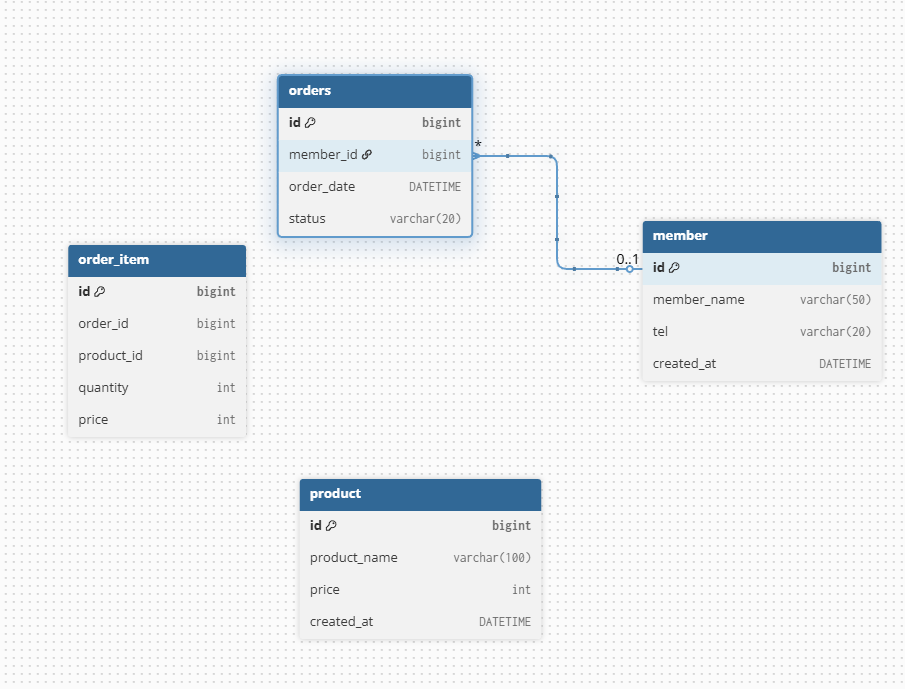 orders
id bigint
member_id bigint
order_date DATETIME
status varchar(20)
*
0..1
member
id bigint
member_name varchar(50)
tel varchar(20)
created_at DATETIME
order_item
id bigint
order_id bigint
product_id bigint
quantity int
price int
product
id bigint
product_name varchar(100)
price int
created_at DATETIME